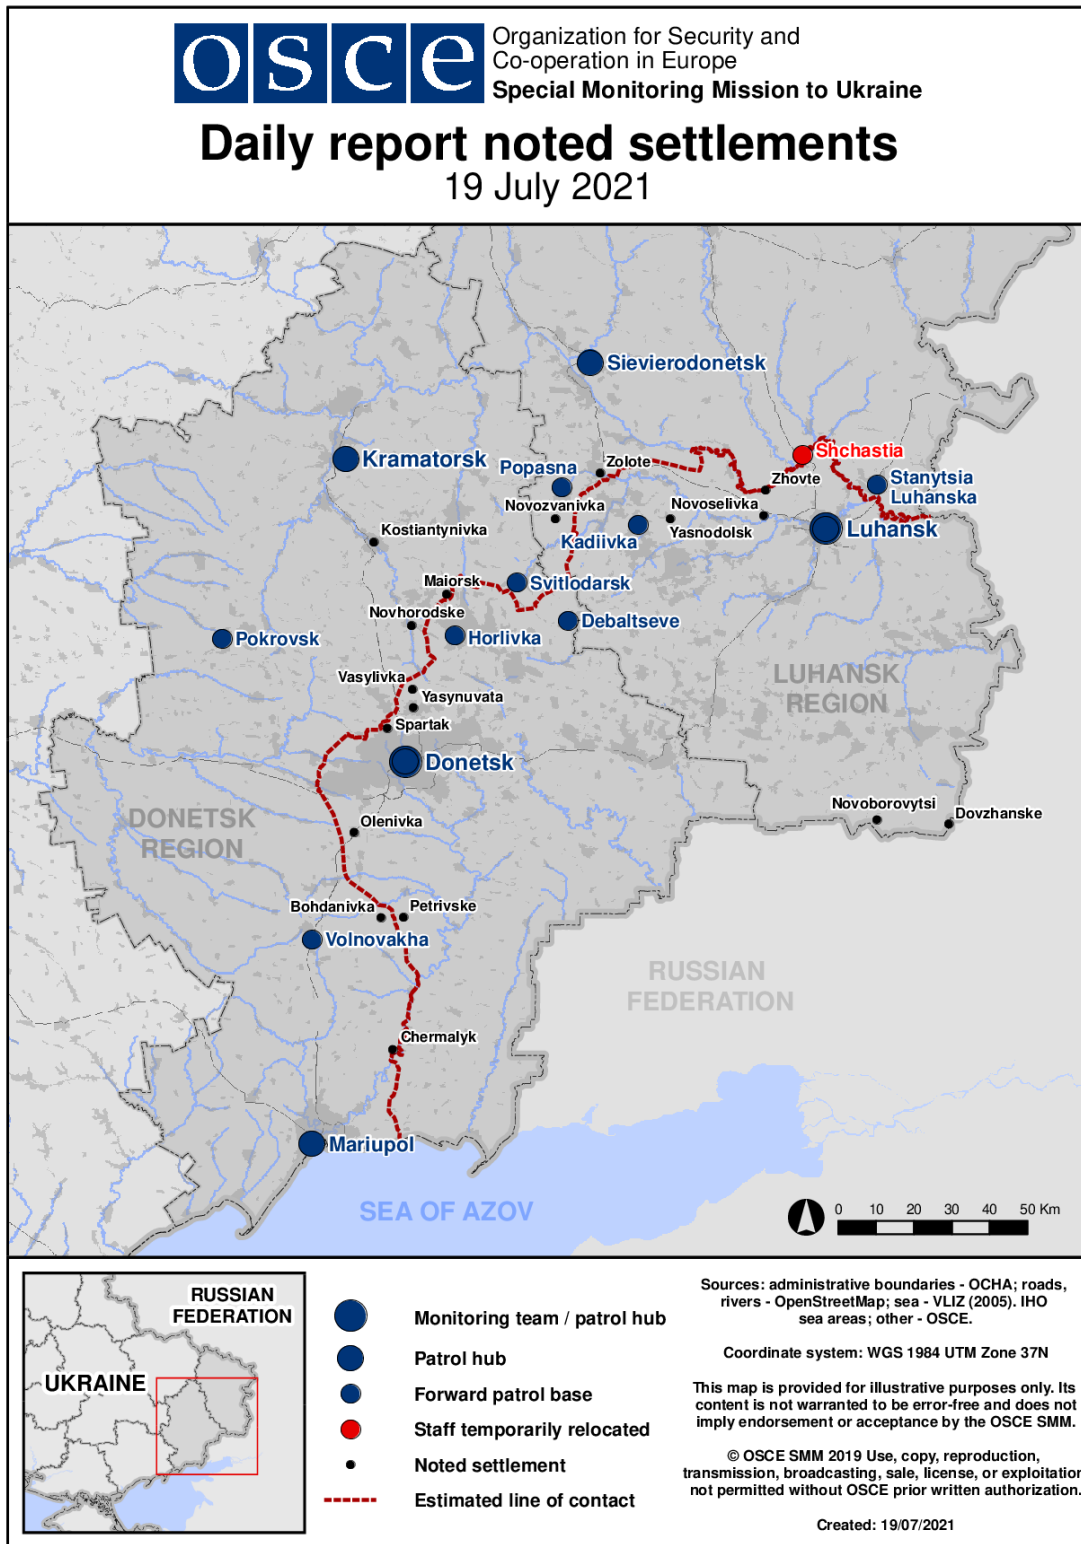 osce
Organization for Security and
Co-operation in Europe
Special Monitoring Mission to Ukraine
Daily report noted settlements
19 July 2021
Sievierodonetsk
Kramatorsk
Shchastia
Popasna
Zolote
Zhovte
Stanytsia
Luhanska
Novozvanivka
Novoselivka
Kostiantynivka
Kadiivka
Yasnodolsk
Luhansk
Maiorsk
Svitlodarsk
Novhorodske
Debaltseve
Pokrovsk
Horlivka
LUHANSK
REGION
Vasylivka
Yasynuvata
Spartak
Donetsk
Novoborovytsi
Dovzhanske
DONETSK
REGION
Olenivka
Bohdanivka
Petrivske
Volnovakha
RUSSIAN
FEDERATION
Chermalyk
Mariupol
SEA OF AZOV
0 10 20 30 40 50 Km
RUSSIAN
FEDERATION
UKRAINE
Monitoring team / patrol hub
Patrol hub
Forward patrol base
Staff temporarily relocated
Noted settlement
Estimated line of contact
Sources: administrative boundaries - OCHA; roads,
rivers - OpenStreetMap; sea - VLIZ (2005). IHO
sea areas; other - OSCE.
Coordinate system: WGS 1984 UTM Zone 37N
This map is provided for illustrative purposes only. Its
content is not warranted to be error-free and does not
imply endorsement or acceptance by the OSCE SMM.
© OSCE SMM 2019 Use, copy, reproduction,
transmission, broadcasting, sale, license, or exploitation
not permitted without OSCE prior written authorization.
Created: 19/07/2021